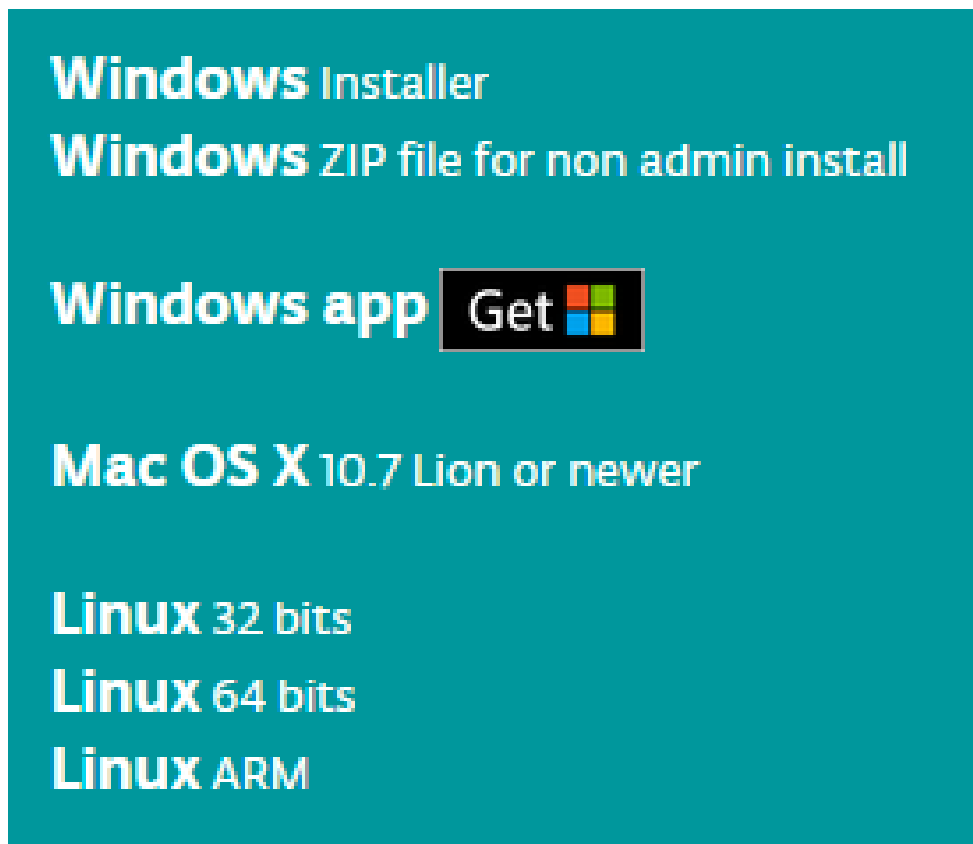 Windows Installer
Windows ZIP file for non admin install
Windows app Get
Mac OS X 10.7 Lion or newer
Linux 32 bits
Linux 64 bits
Linux ARM